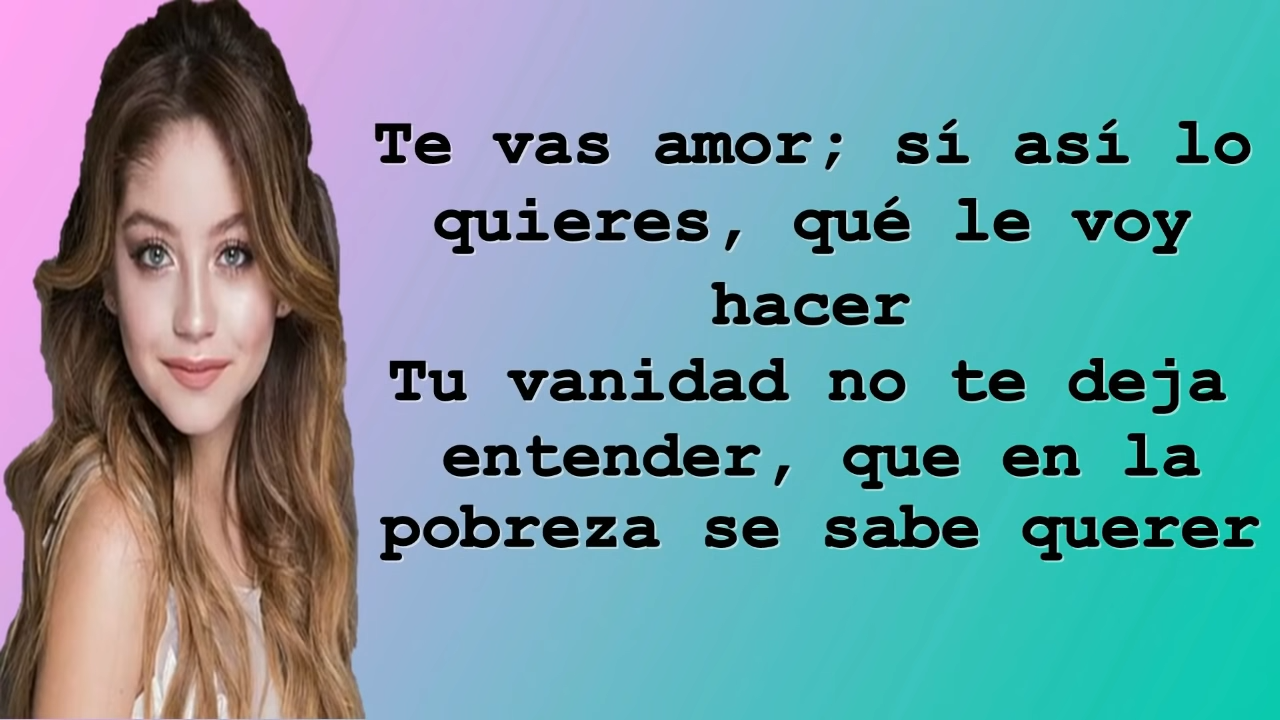 Te vas amor; sí así lo
quieres, qué le voy
hacer
Tu vanidad no te deja
entender, que en la
pobreza se sabe querer